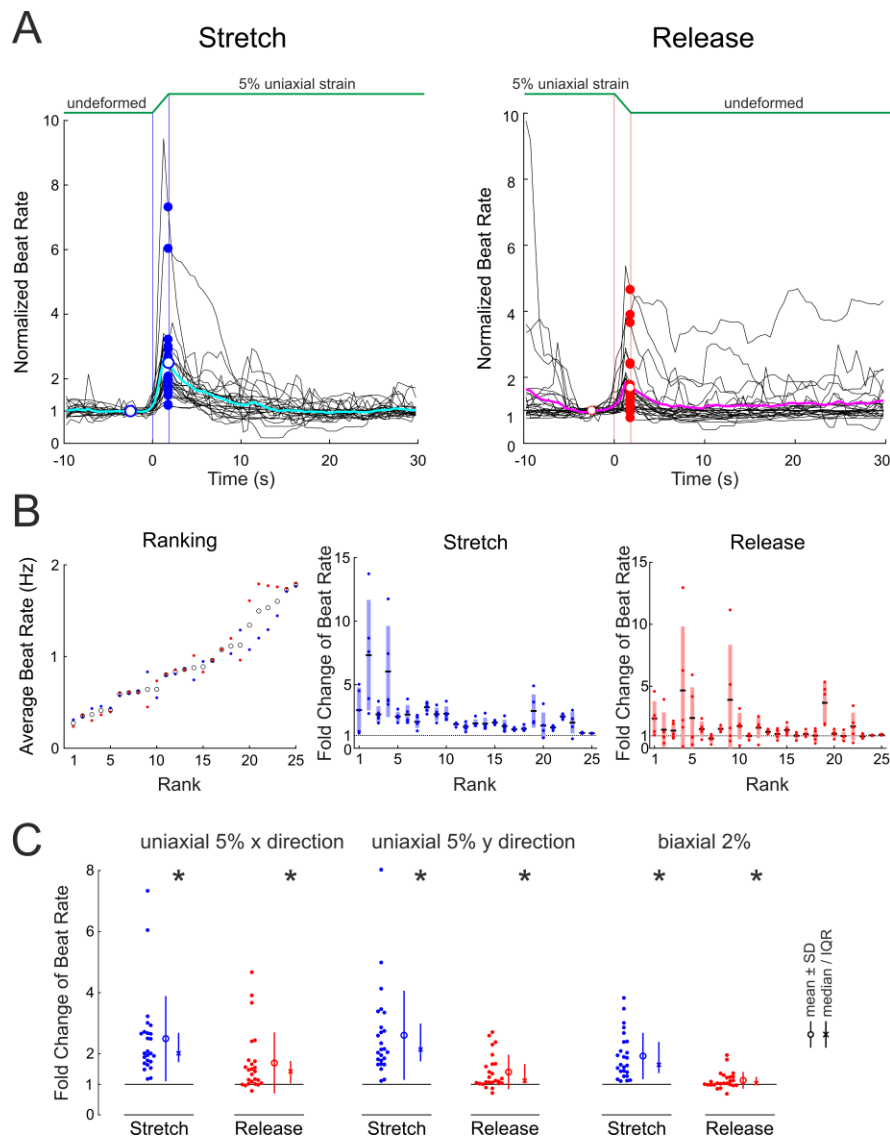 A
Stretch
Release
undeformed
5% uniaxial strain
5% uniaxial strain
undeformed
Normalized Beat Rate
10
8
6
4
2
1
0
-10
0
10
20
30
Time (s)
Normalized Beat Rate
10
8
6
4
2
1
0
-10
0
10
20
30
Time (s)
B
Ranking
Stretch
Release
Average Beat Rate (Hz)
2
1
0
1
5
10
15
20
25
Rank
Fold Change of Beat Rate
15
10
5
1
0
1
5
10
15
20
25
Rank
Fold Change of Beat Rate
15
10
5
1
0
1
5
10
15
20
25
Rank
C
uniaxial 5% x direction
uniaxial 5% y direction
biaxial 2%
* * * * * *
Fold Change of Beat Rate
8
6
4
2
1
0
Stretch
Release
Stretch
Release
Stretch
Release
mean ± SD
median / IQR